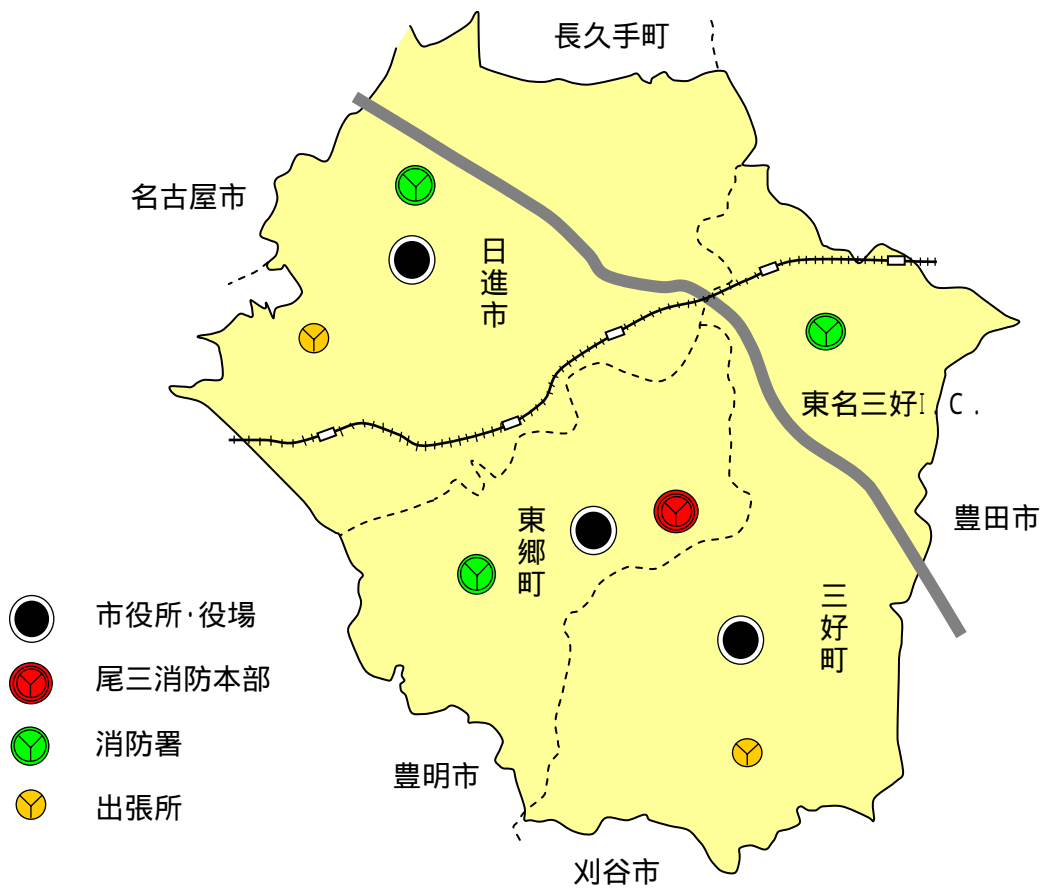 長久手町
名古屋市
日進市
東名三好I.C.
豊田市
東郷町
三好町
市役所・役場
尾三消防本部
消防署
豊明市
出張所
刈谷市